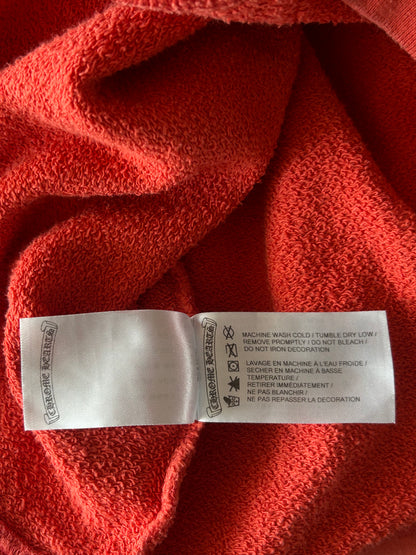 CHROME HEARTS
CHROME HEARTS
MACHINE WASH COLD / TUMBLE DRY LOW /
REMOVE PROMPTLY / DO NOT BLEACH /
DO NOT IRON DECORATION
LAVAGE EN MACHINE À L'EAU FROIDE /
SECHER EN MACHINE À BASSE
TEMPERATURE /
RETIRER IMMÉDIATEMENT /
NE PAS BLANCHIR /
NE PAS REPASSER LA DECORATION